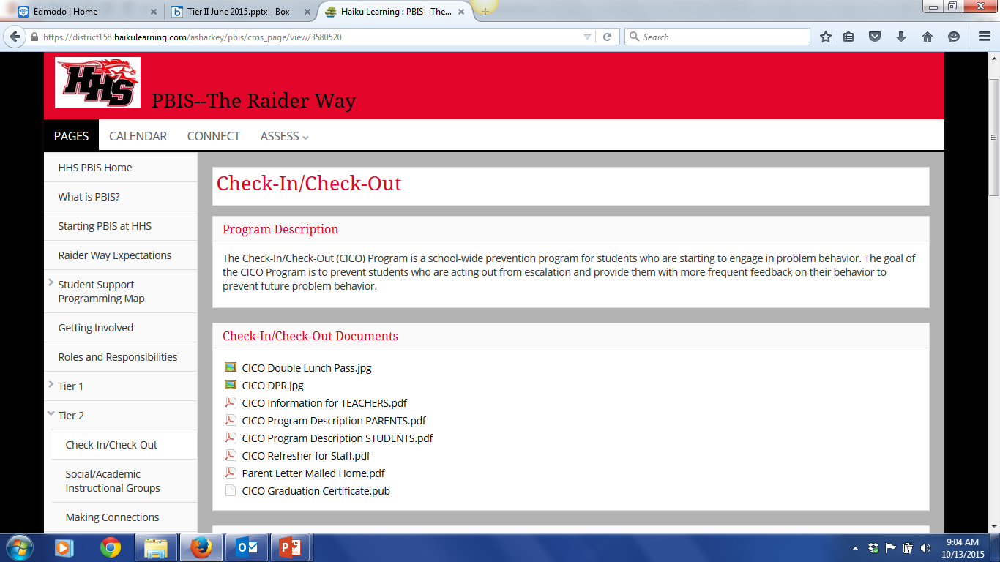 Edmodo | Home
Tier II June 2015.pptx - Box
Haiku Learning : PBIS--The...
https://district158.haikulearning.com/asharkey/pbis/cms_page/view/3580520
Search
HHS
PBIS--The Raider Way
PAGES
CALENDAR
CONNECT
ASSESS
HHS PBIS Home
What is PBIS?
Starting PBIS at HHS
Raider Way Expectations
Student Support
Programming Map
Getting Involved
Roles and Responsibilities
Tier 1
Tier 2
Check-In/Check-Out
Social/Academic
Instructional Groups
Making Connections
Check-In/Check-Out
Program Description
The Check-In/Check-Out (CICO) Program is a school-wide prevention program for students who are starting to engage in problem behavior. The goal of
the CICO Program is to prevent students who are acting out from escalation and provide them with more frequent feedback on their behavior to
prevent future problem behavior.
Check-In/Check-Out Documents
CICO Double Lunch Pass.jpg
CICO DPR.jpg
CICO Information for TEACHERS.pdf
CICO Program Description PARENTS.pdf
CICO Program Description STUDENTS.pdf
CICO Refresher for Staff.pdf
Parent Letter Mailed Home.pdf
CICO Graduation Certificate.pub
9:04 AM
10/13/2015